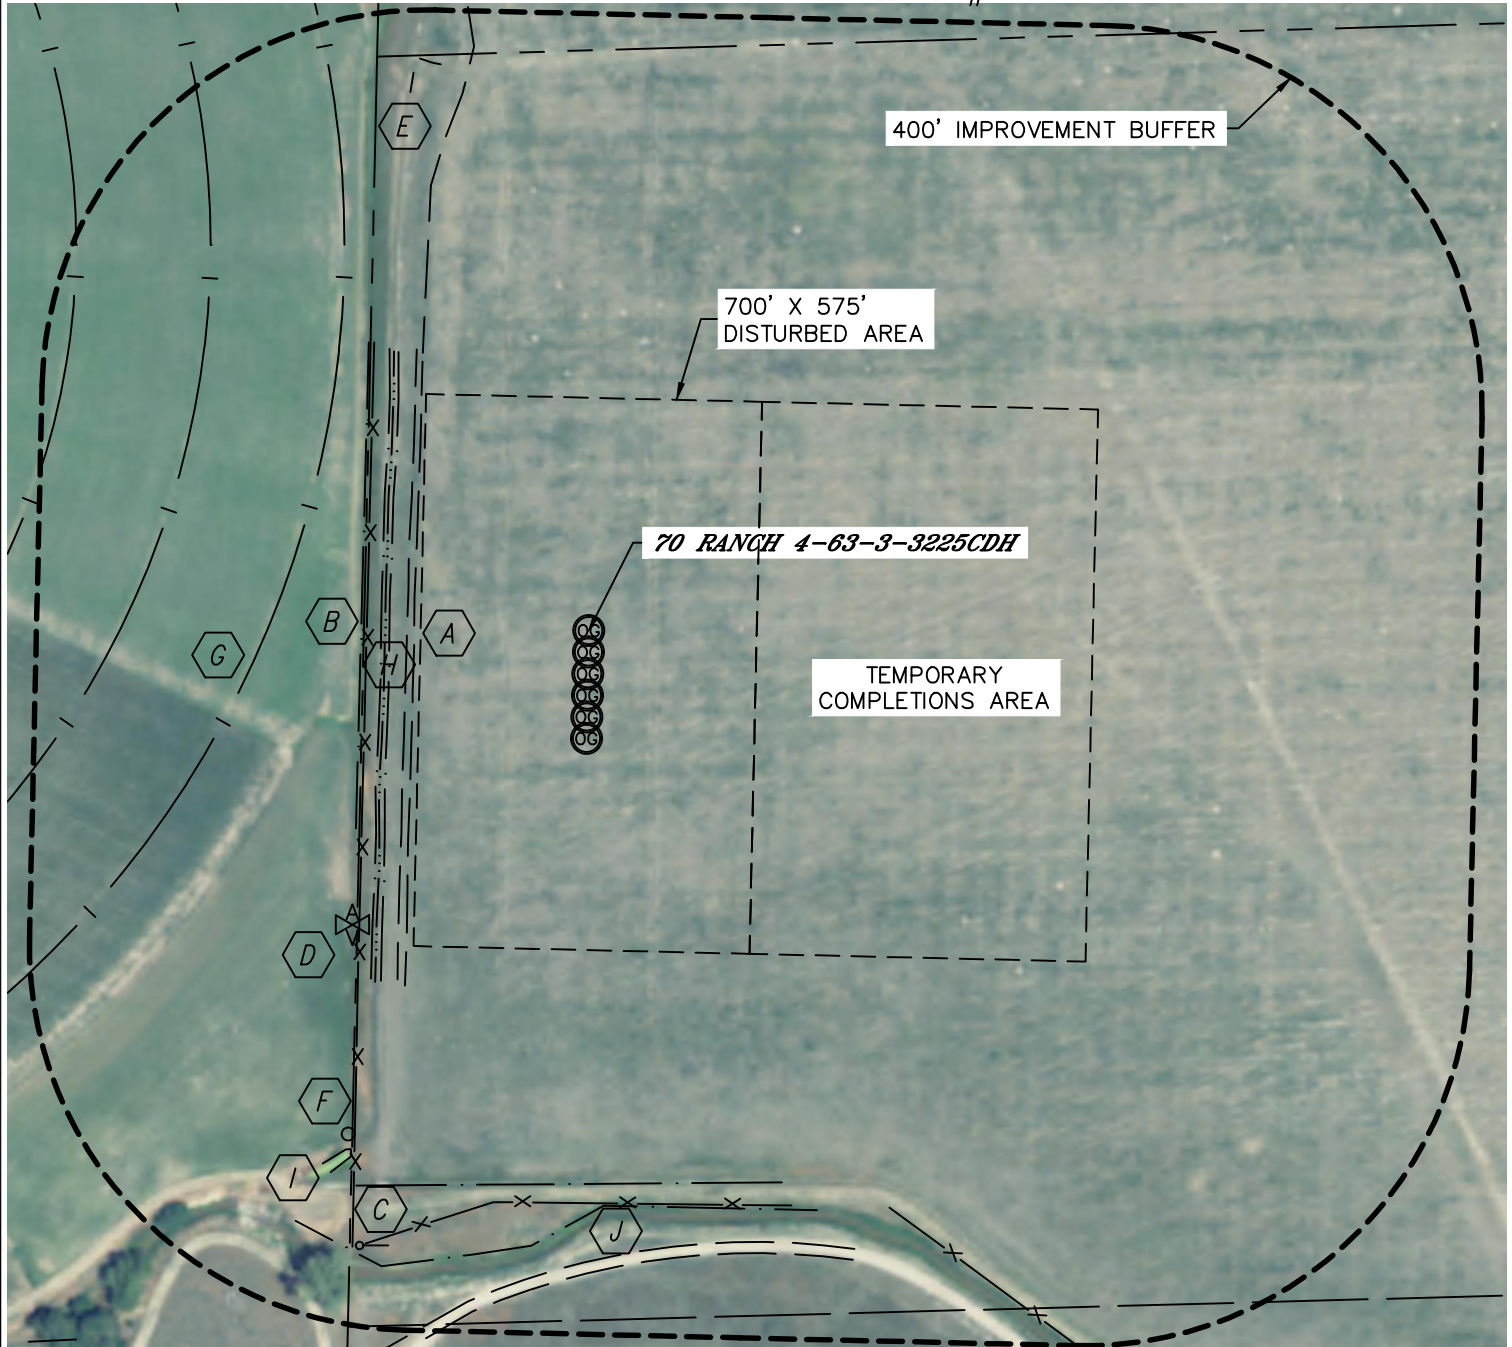 E
400' IMPROVEMENT BUFFER
700' X 575'
DISTURBED AREA
70 RANCH 4-63-3-3225CDH
B
A
G
H
OG
OG
OG
OG
OG
OG
TEMPORARY
COMPLETIONS AREA
A
D
F
I
C
J